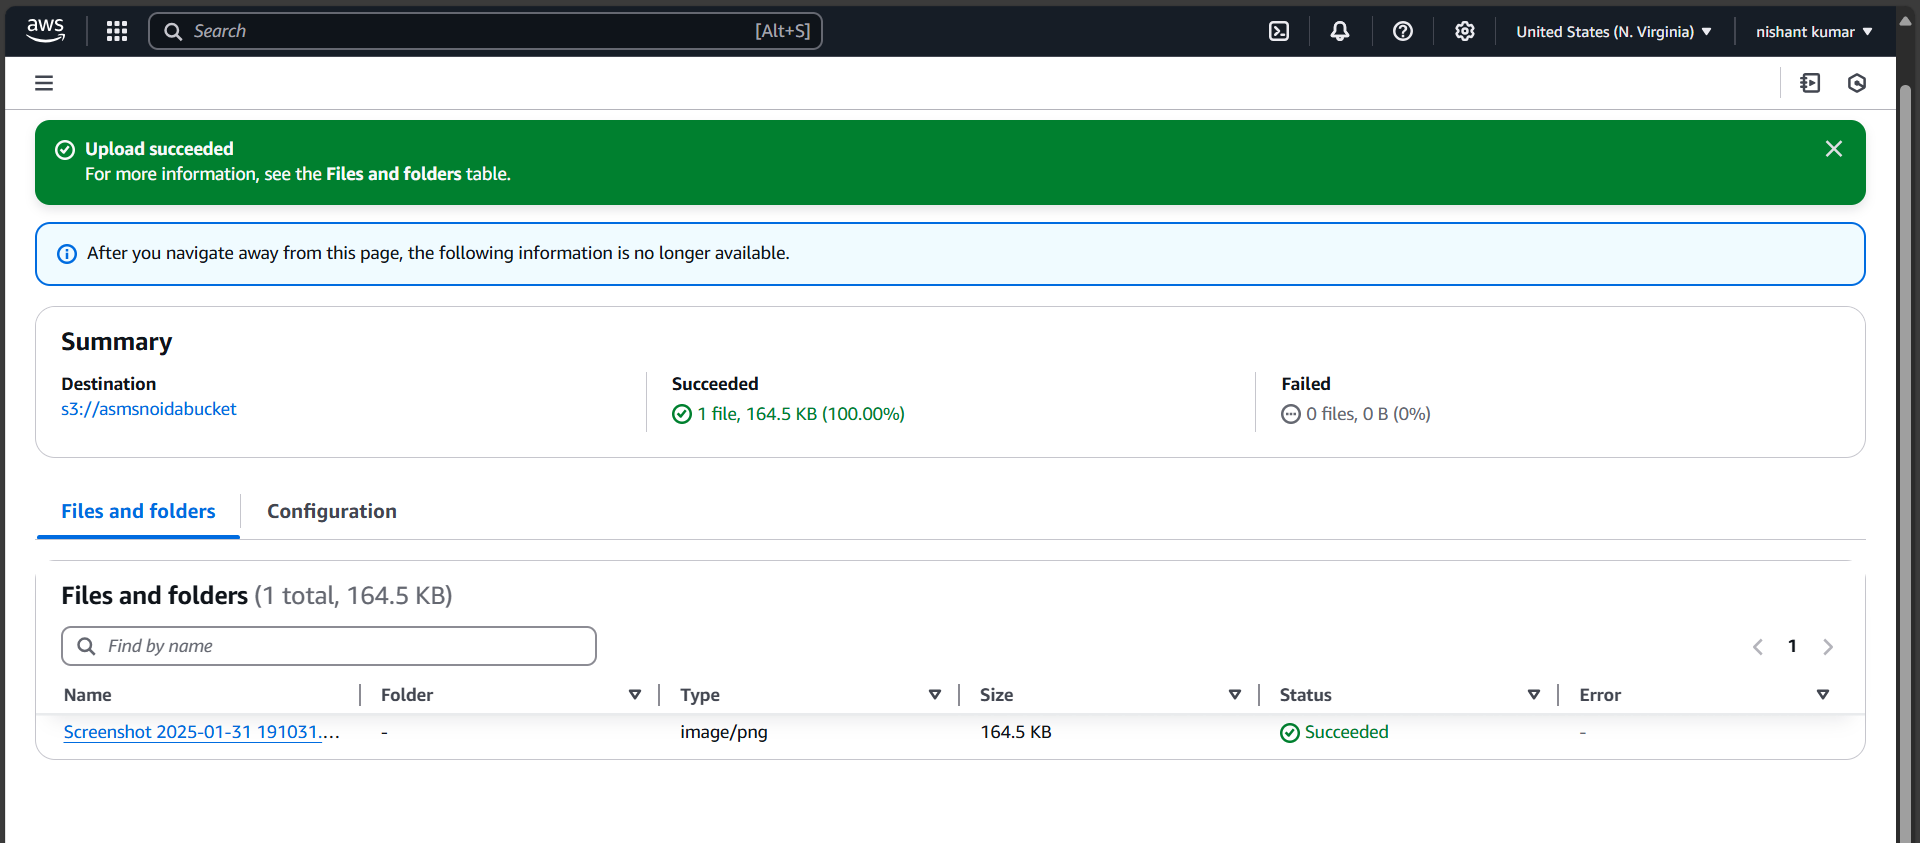 aws
Search [Alt+S] United States (N. Virginia) nishant kumar
Upload succeeded
For more information, see the Files and folders table.
After you navigate away from this page, the following information is no longer available.
Summary
Destination Succeeded Failed
s3://asmsnoidabucket 1 file, 164.5 KB (100.00%) 0 files, 0 B (0%)
Files and folders Configuration
Files and folders (1 total, 164.5 KB)
Find by name 1
Name Folder Type Size Status Error
Screenshot 2025-01-31 191031.... - image/png 164.5 KB Succeeded -